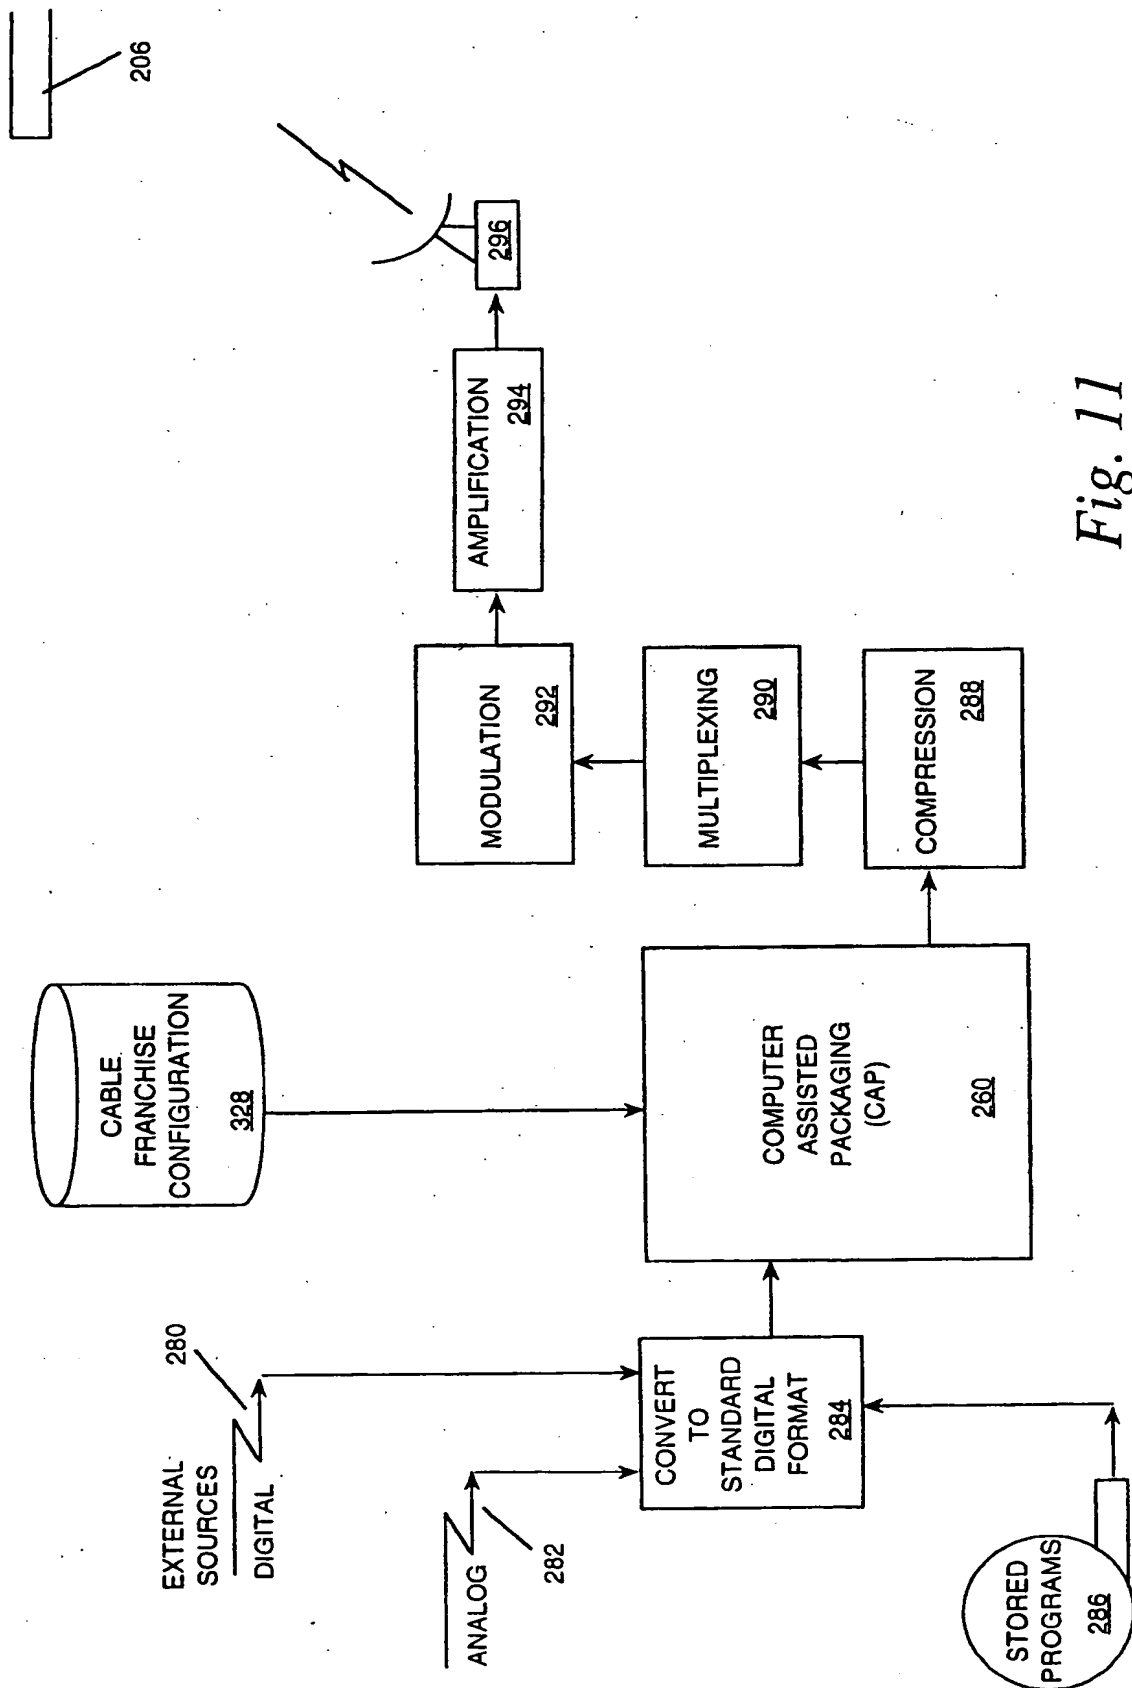 EXTERNAL
SOURCES
DIGITAL
280
ANALOG
282
STORED
PROGRAMS
286
CONVERT
TO
STANDARD
DIGITAL
FORMAT
284
CABLE
FRANCHISE
CONFIGURATION
328
COMPUTER
ASSISTED
PACKAGING
(CAP)
260
COMPRESSION
288
MULTIPLEXING
290
MODULATION
292
AMPLIFICATION
294
296
206
Fig. 11